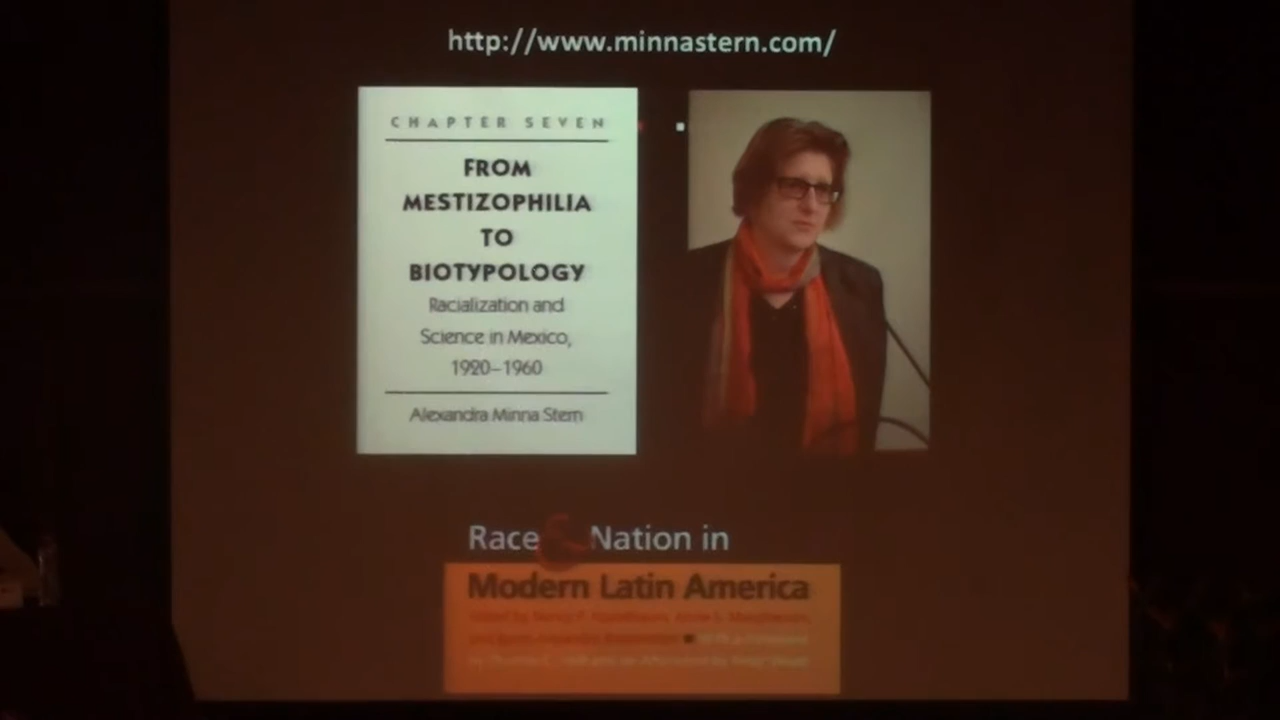 http://www.minnastern.com/
CHAPTER SEVEN
FROM
MESTIZOPHILIA
TO
BIOTYPOLOGY
Racialization and
Science in Mexico,
1920–1960
Alexandra Minna Stern
Race & Nation in
Modern Latin America